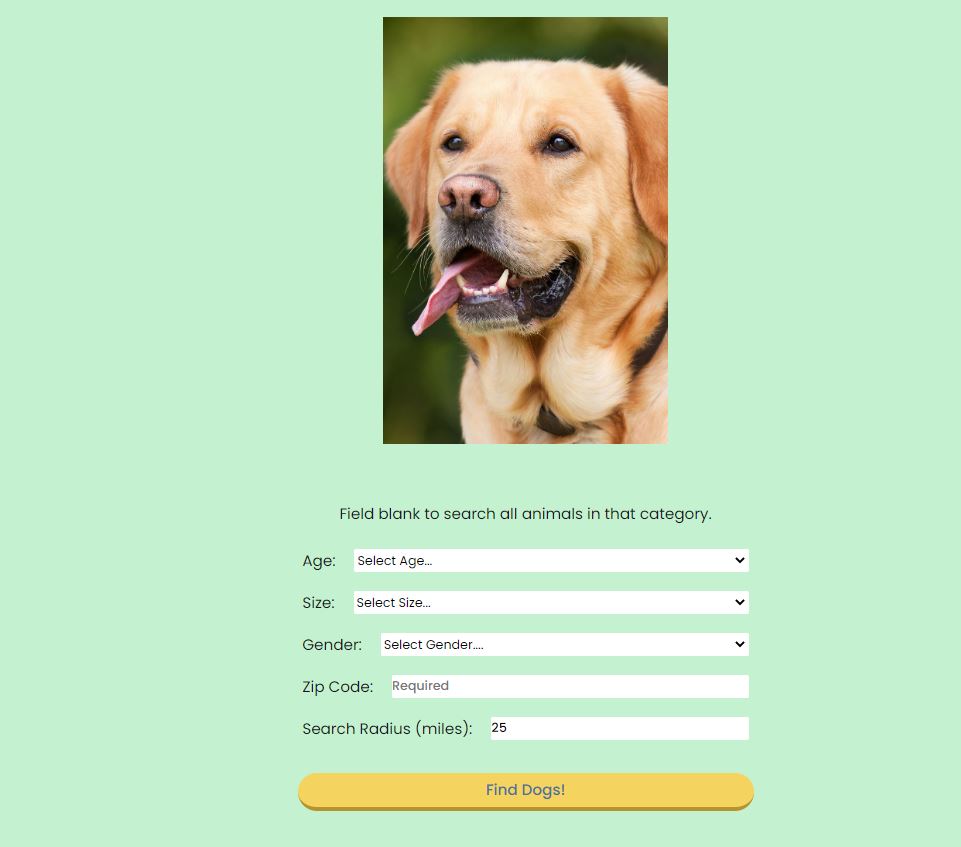 Field blank to search all animals in that category.
Age: Select Age...
Size: Select Size...
Gender: Select Gender....
Zip Code: Required
Search Radius (miles): 25
Find Dogs!